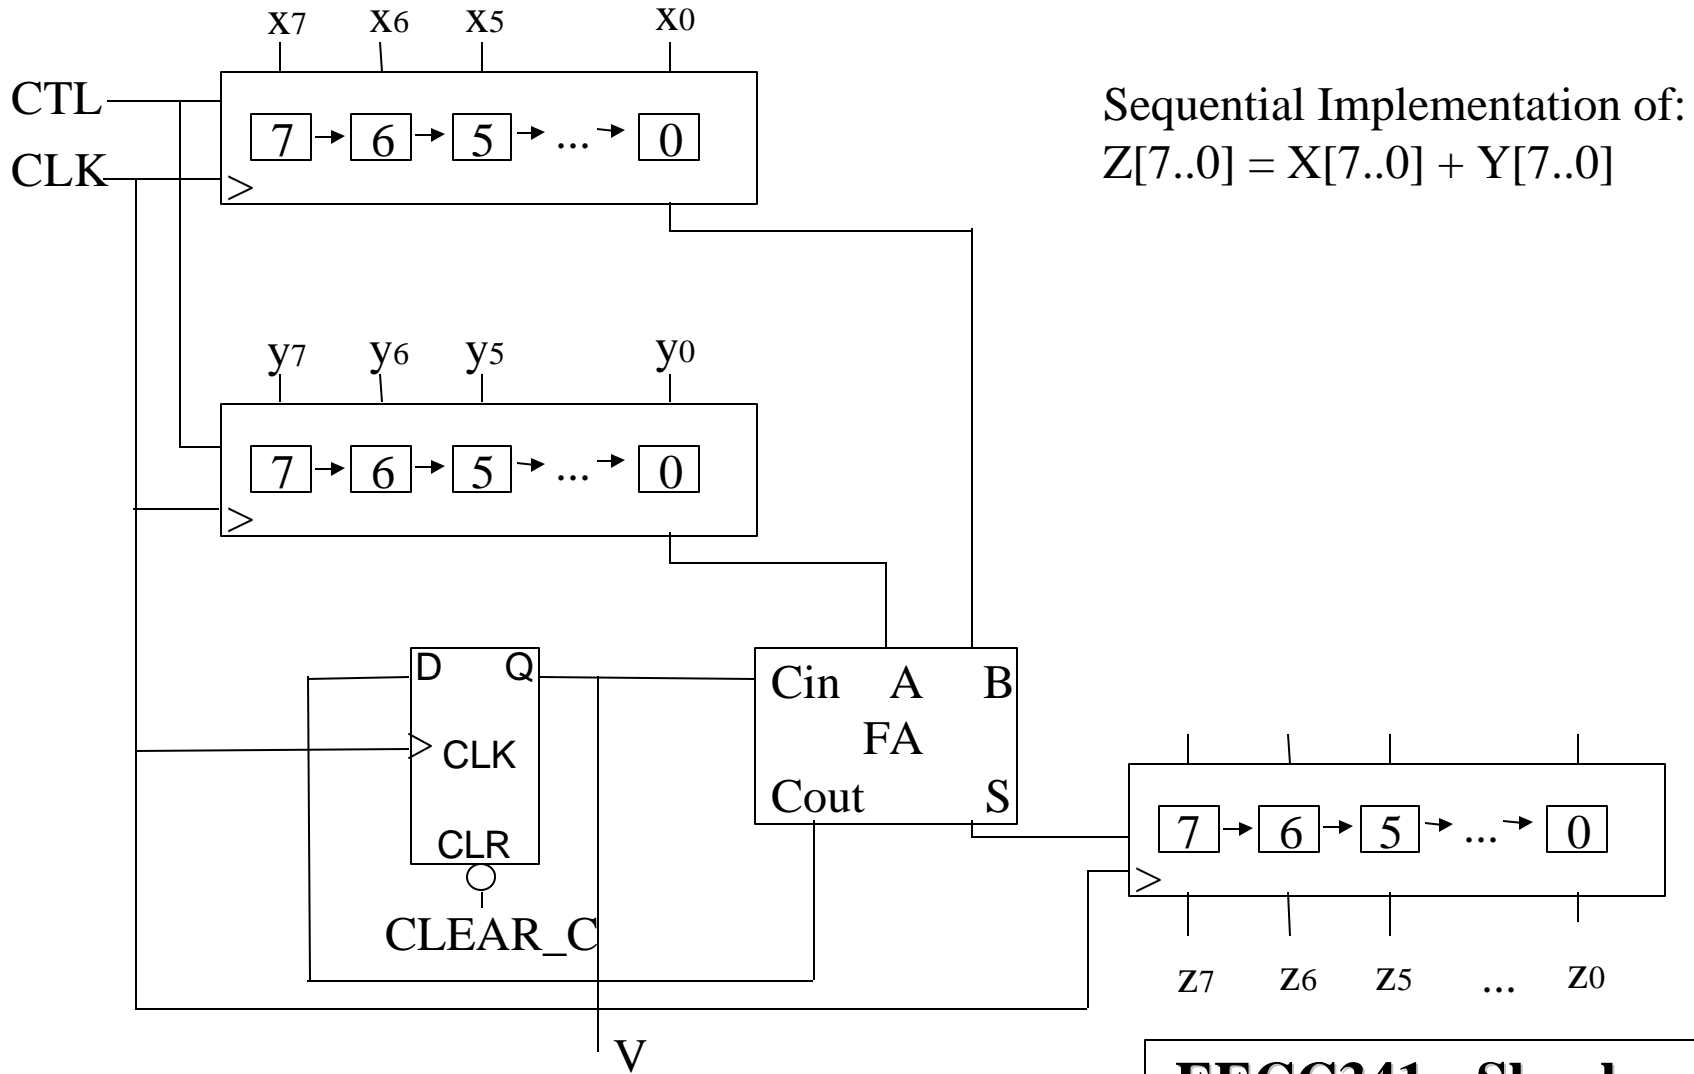 x7 x6 x5 x0
CTL
7 6 5 ... 0
CLK
>
Sequential Implementation of:
Z[7..0] = X[7..0] + Y[7..0]
y7 y6 y5 y0
7 6 5 ... 0
>
D Q
> CLK
CLR
CLEAR_C
Cin A B
FA
Cout S
7 6 5 ... 0
>
z7 z6 z5 ... z0
V
EECC341 - Shaaban